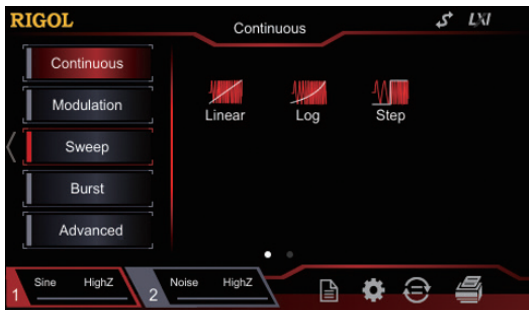 RIGOL
Continuous
LXI
Continuous
Modulation
Sweep
Burst
Advanced
Linear
Log
Step
1
Sine
HighZ
2
Noise
HighZ